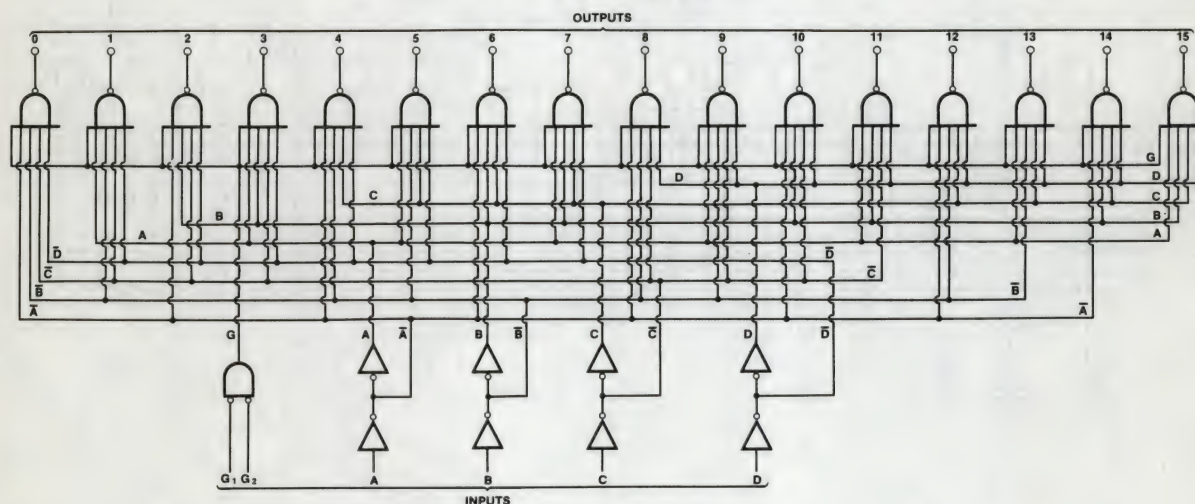 OUTPUTS
0 1 2 3 4 5 6 7 8 9 10 11 12 13 14 15
G
D D
C C
B B
A A
D̅ D̅
C̅ C̅
B̅ B̅
A̅ A̅
G A A̅ B B̅ C C̅ D D̅
G₁ G₂ A B C D
INPUTS